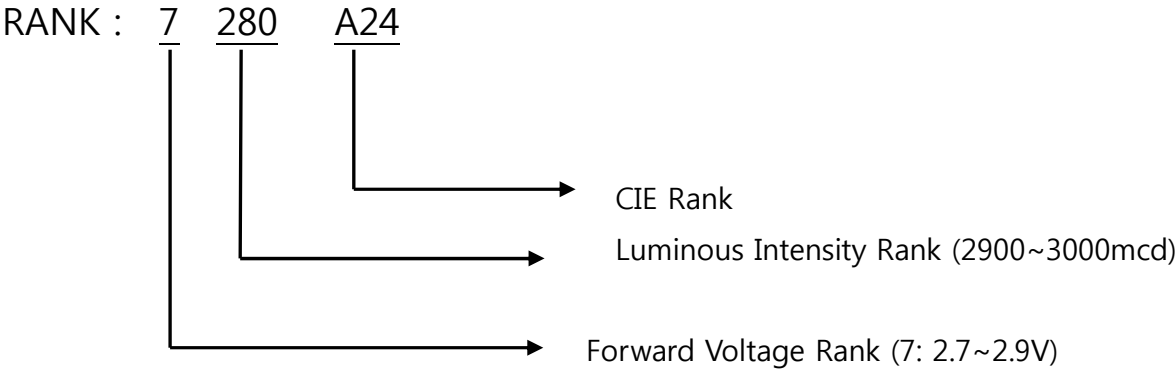 RANK : 7 280 A24
CIE Rank
Luminous Intensity Rank (2900~3000mcd)
Forward Voltage Rank (7: 2.7~2.9V)